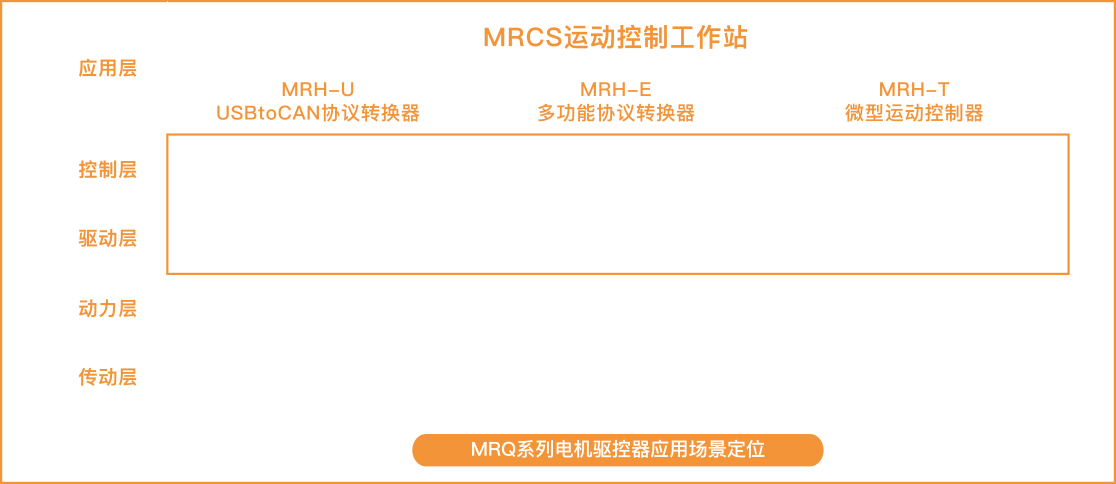 MRCS运动控制工作站
应用层
MRH-U
USBtoCAN协议转换器
MRH-E
多功能协议转换器
MRH-T
微型运动控制器
控制层
驱动层
动力层
传动层
MRQ系列电机驱控器应用场景定位